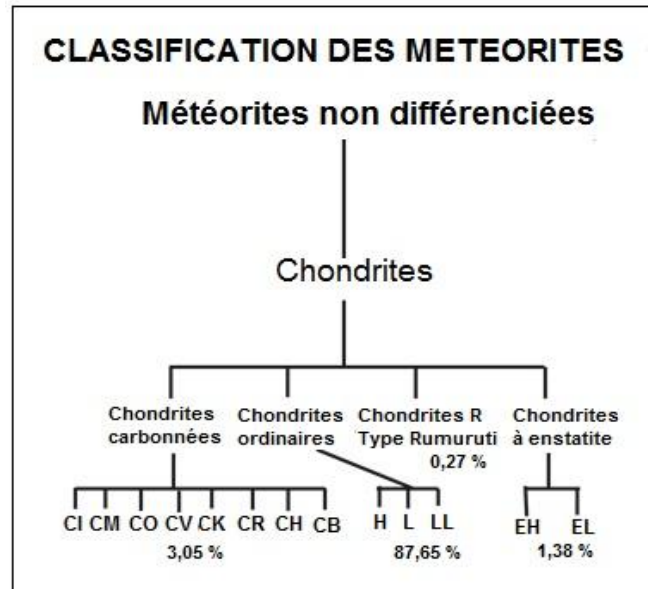 CLASSIFICATION DES METEORITES
Météorites non différenciées
Chondrites
Chondrites
carbonnées
Chondrites
ordinaires
Chondrites R
Type Rumuruti
0,27 %
Chondrites
à enstatite
CI CM CO CV CK CR CH CB
3,05 %
H L LL
87,65 %
EH EL
1,38 %